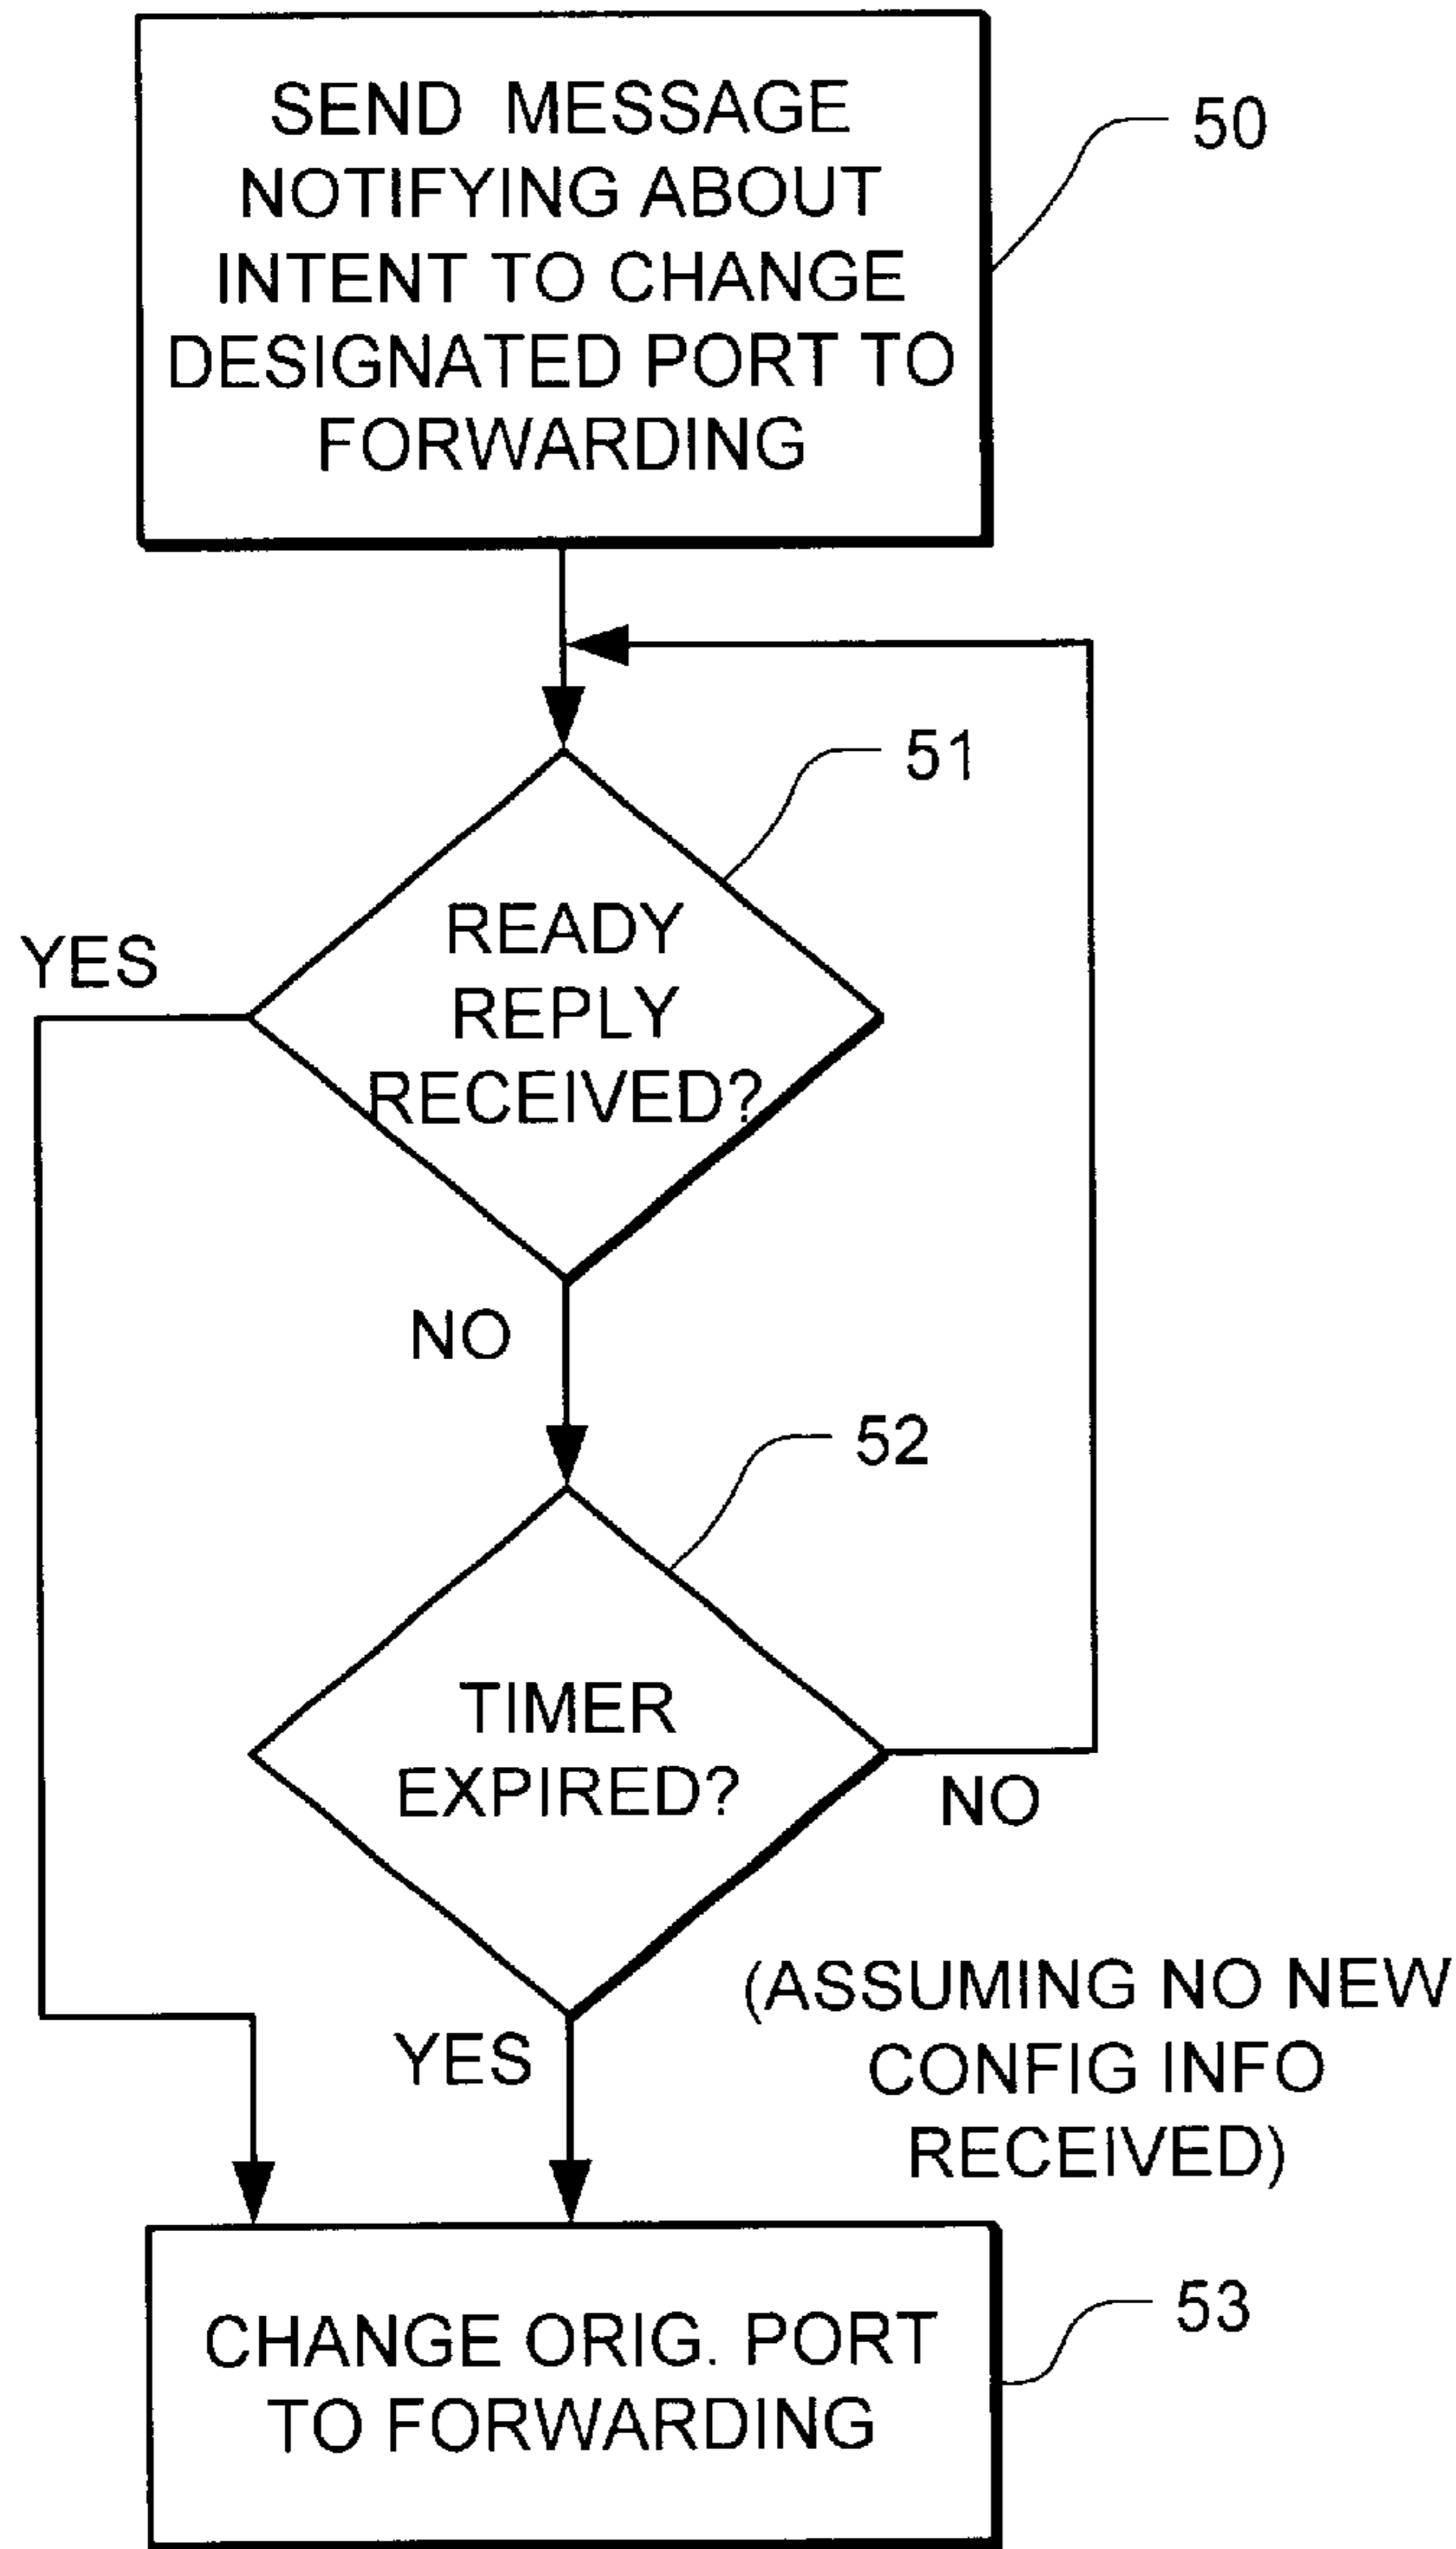 SEND MESSAGE
NOTIFYING ABOUT
INTENT TO CHANGE
DESIGNATED PORT TO
FORWARDING
50
51
READY
REPLY
RECEIVED?
YES
NO
52
TIMER
EXPIRED?
NO
YES
(ASSUMING NO NEW
CONFIG INFO
RECEIVED)
53
CHANGE ORIG. PORT
TO FORWARDING